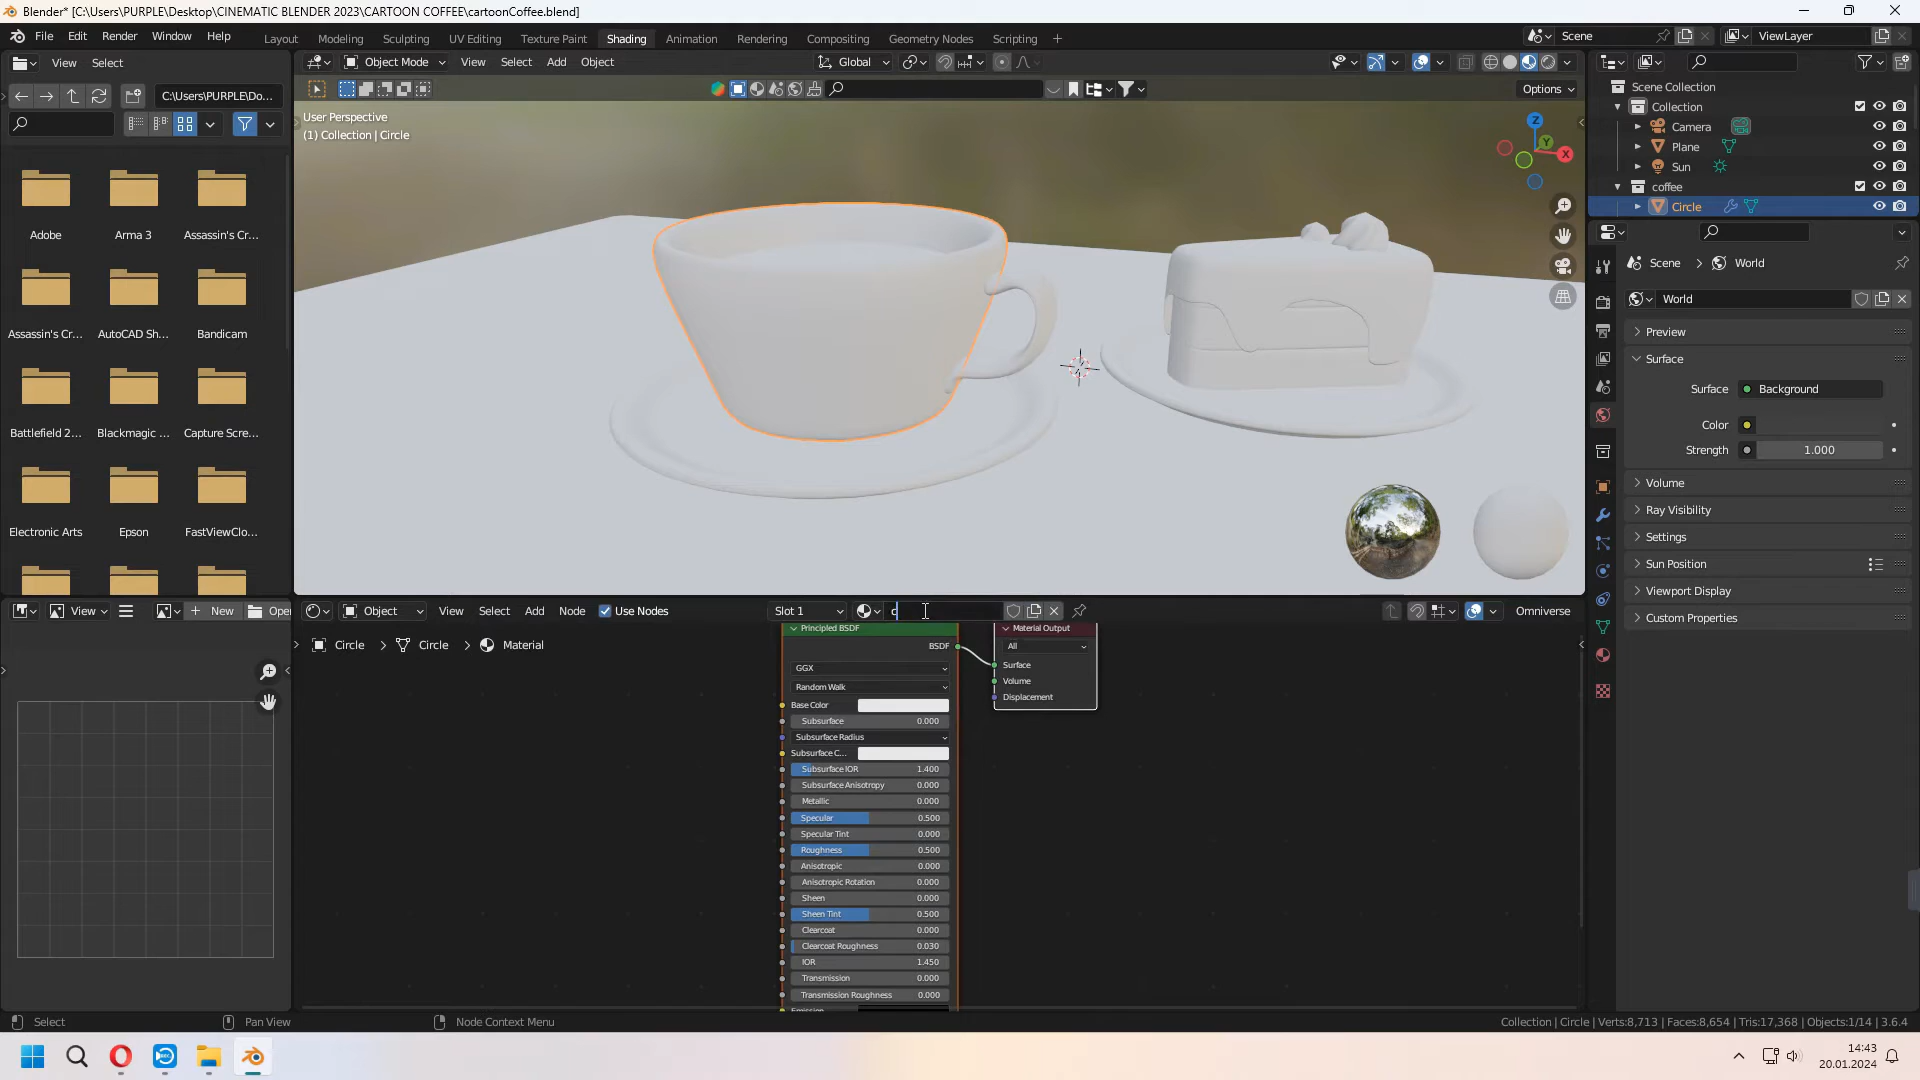 Blender* [C:\Users\PURPLE\Desktop\CINEMATIC BLENDER 2023\CARTOON COFFEE\cartoonCoffee.blend]
File Edit Render Window Help
Layout Modeling Sculpting UV Editing Texture Paint Shading Animation Rendering Compositing Geometry Nodes Scripting +
Scene ViewLayer
View Select
Object Mode View Select Add Object Global
C:\Users\PURPLE\Do...
Options
User Perspective
(1) Collection | Circle
Z
Y
X
Scene Collection
Collection
Camera
Plane
Sun
coffee
Circle
Adobe Arma 3 Assassin's Cr...
Assassin's Cr... AutoCAD Sh... Bandicam
Battlefield 2... Blackmagic ... Capture Scre...
Electronic Arts Epson FastViewClo...
Scene > World
World
Preview
Surface
Surface Background
Color
Strength 1.000
Volume
Ray Visibility
Settings
Sun Position
Viewport Display
Custom Properties
View + New Open
Object View Select Add Node Use Nodes Slot 1 c Omniverse
Circle > Circle > Material
Principled BSDF
BSDF
GGX
Random Walk
Base Color
Subsurface 0.000
Subsurface Radius
Subsurface C...
Subsurface IOR 1.400
Subsurface Anisotropy 0.000
Metallic 0.000
Specular 0.500
Specular Tint 0.000
Roughness 0.500
Anisotropic 0.000
Anisotropic Rotation 0.000
Sheen 0.000
Sheen Tint 0.500
Clearcoat 0.000
Clearcoat Roughness 0.030
IOR 1.450
Transmission 0.000
Transmission Roughness 0.000
Emission
Material Output
All
Surface
Volume
Displacement
Select Pan View Node Context Menu
Collection | Circle | Verts:8,713 | Faces:8,654 | Tris:17,368 | Objects:1/14 | 3.6.4
14:43
20.01.2024